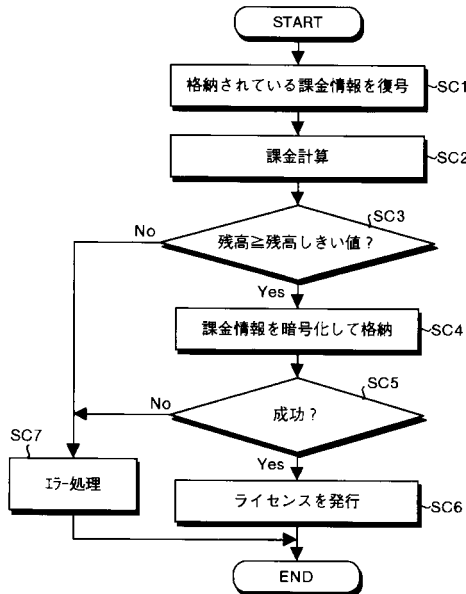 START
格納されている課金情報を復号
SC1
課金計算
SC2
SC3
残高≧残高しきい値？
No
Yes
課金情報を暗号化して格納
SC4
SC5
成功？
No
Yes
SC7
エラー処理
ライセンスを発行
SC6
END